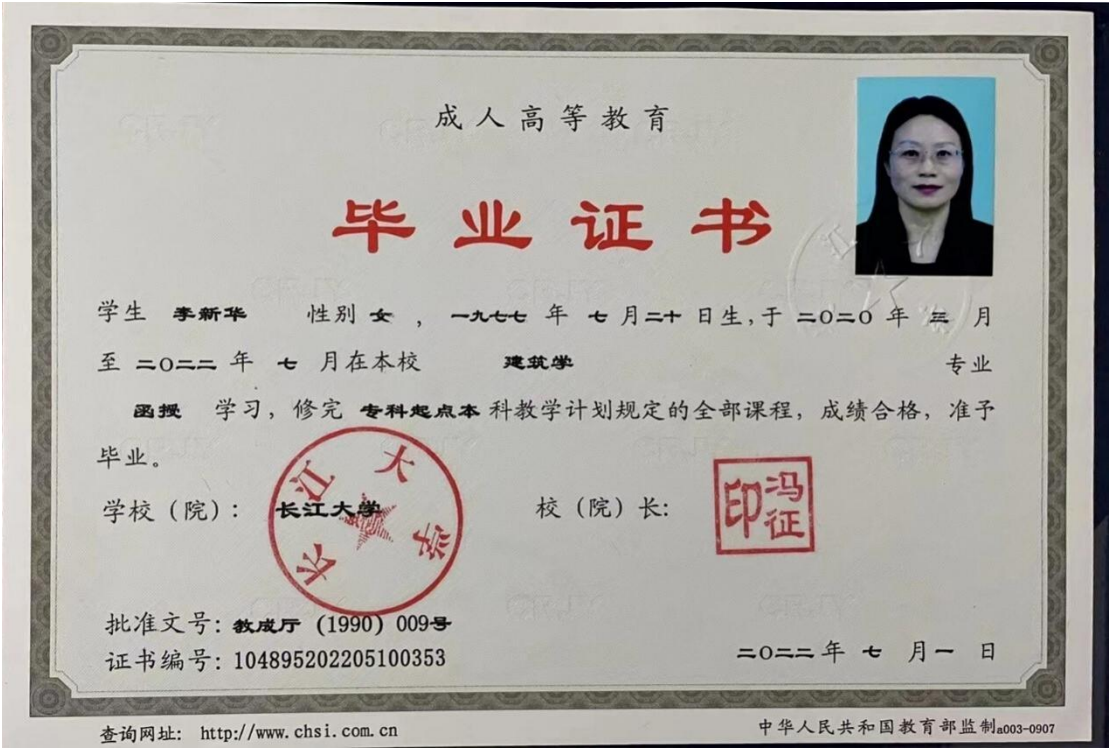 成人高等教育
毕业证书
学生 李新华 性别 女 ，一九七七 年 七 月二十 日生,于 二〇二〇 年 三 月
至 二〇二二 年 七 月在本校 建筑学 专业
函授 学习，修完 专科起点本 科教学计划规定的全部课程，成绩合格，准予
毕业。
学校（院）： 长江大学 校（院）长:
长江大学
冯征印
批准文号: 教成厅 (1990) 009号
证书编号: 104895202205100353
二〇二二 年 七 月 一 日
查询网址: http://www.chsi.com.cn
中华人民共和国教育部监制a003-0907